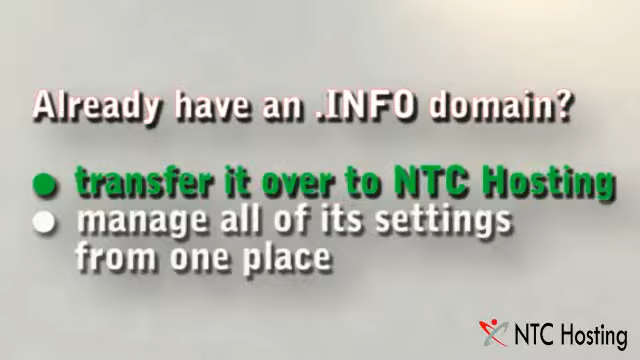 Already have an .INFO domain?
transfer it over to NTC Hosting
manage all of its settings
from one place
NTC Hosting